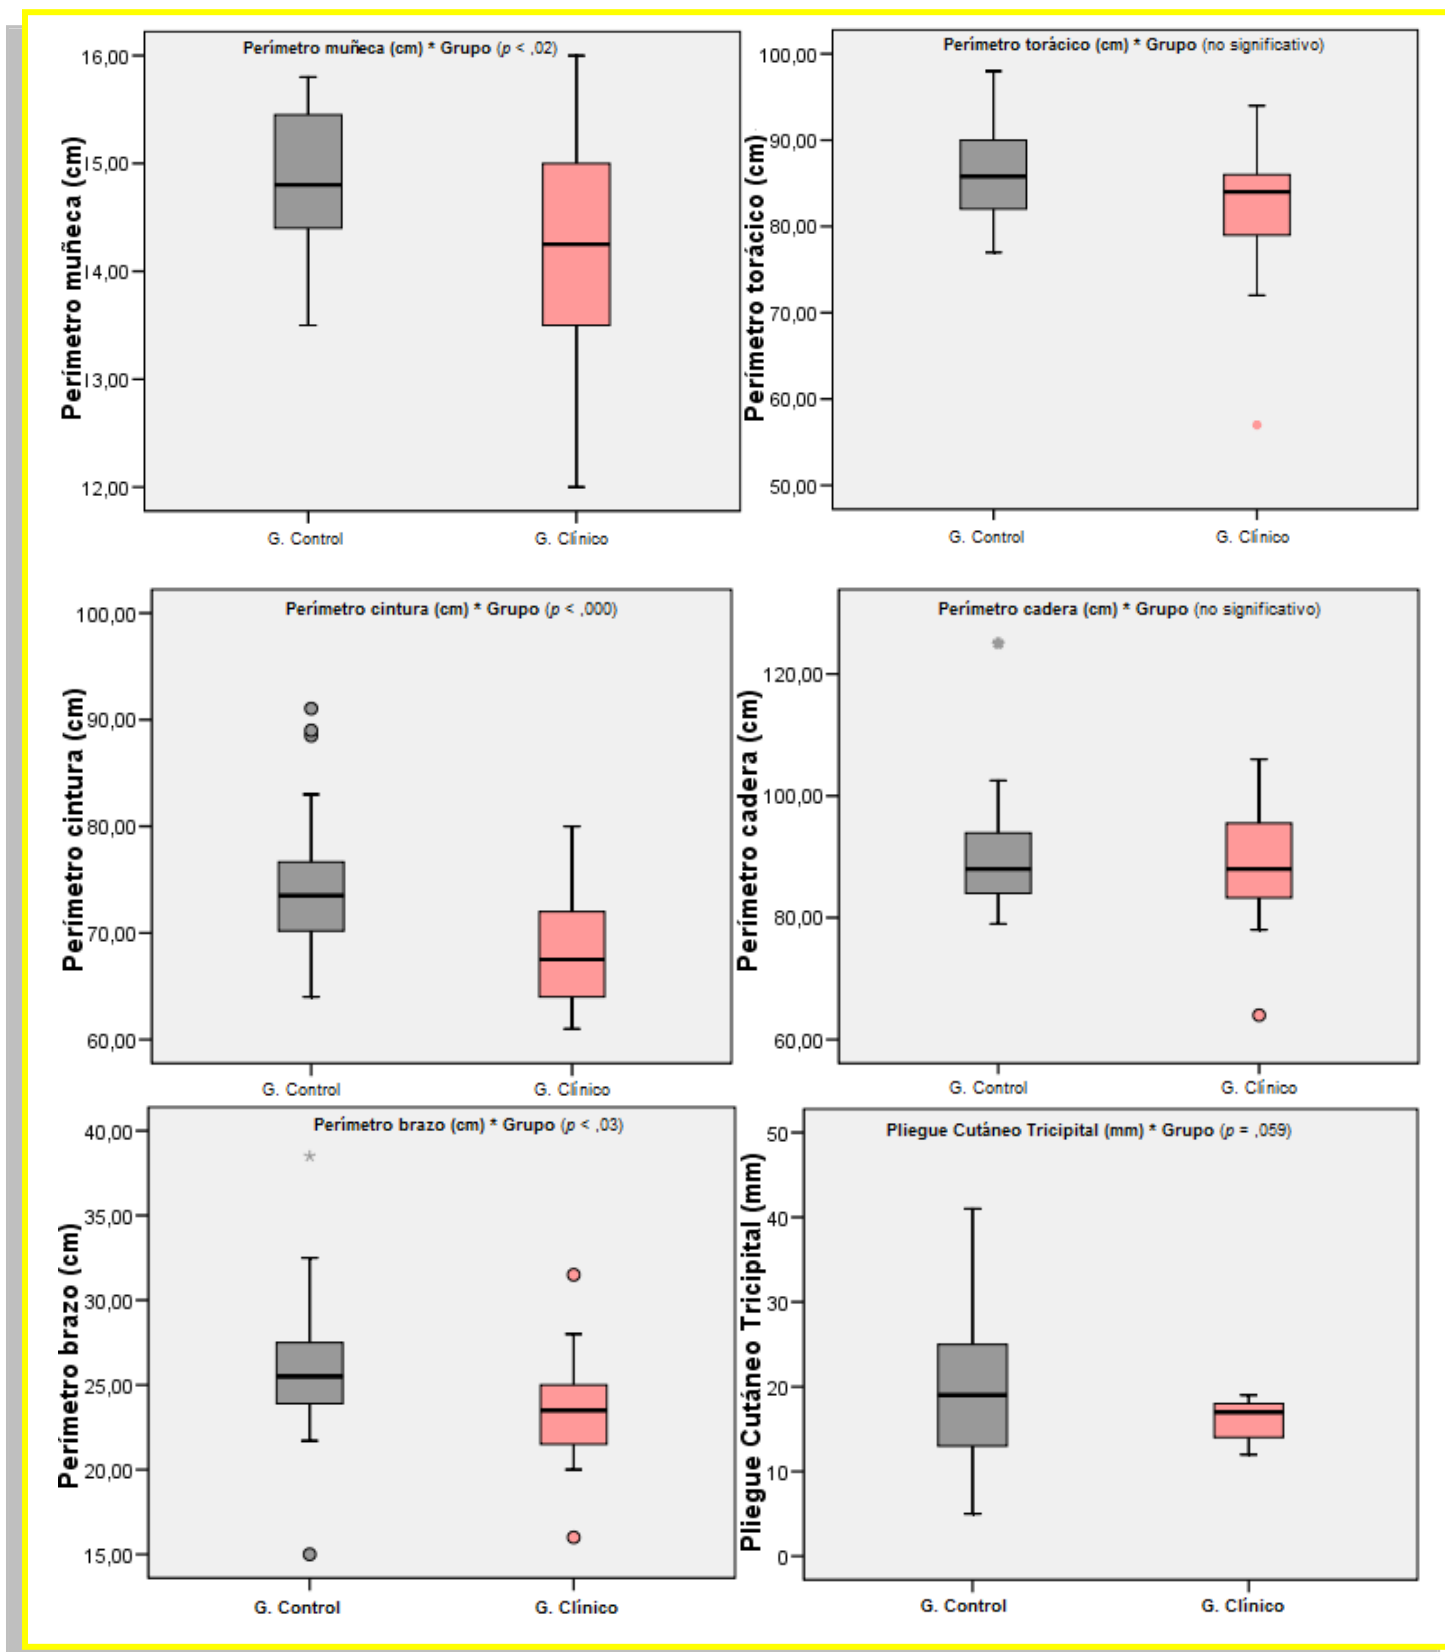 Perímetro muñeca (cm) * Grupo (p < ,02)
Perímetro muñeca (cm)
16,00
15,00
14,00
13,00
12,00
G. Control
G. Clínico
Perímetro torácico (cm) * Grupo (no significativo)
Perímetro torácico (cm)
100,00
90,00
80,00
70,00
60,00
50,00
G. Control
G. Clínico
Perímetro cintura (cm) * Grupo (p < ,000)
Perímetro cintura (cm)
100,00
90,00
80,00
70,00
60,00
G. Control
G. Clínico
Perímetro cadera (cm) * Grupo (no significativo)
Perímetro cadera (cm)
120,00
100,00
80,00
60,00
G. Control
G. Clínico
Perímetro brazo (cm) * Grupo (p < ,03)
Perímetro brazo (cm)
40,00
35,00
30,00
25,00
20,00
15,00
G. Control
G. Clínico
Pliegue Cutáneo Tricipital (mm) * Grupo (p = ,059)
Pliegue Cutáneo Tricipital (mm)
50
40
30
20
10
0
G. Control
G. Clínico